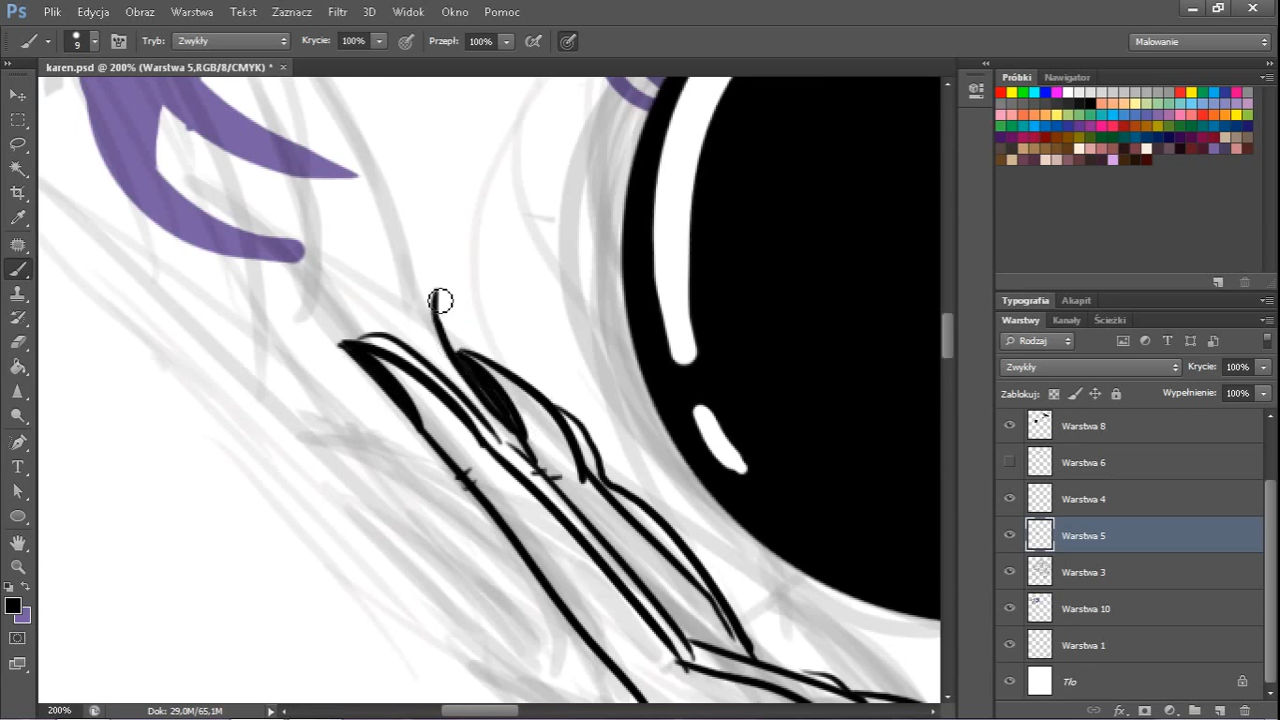 Ps Plik Edycja Obraz Warstwa Tekst Zaznacz Filtr 3D Widok Okno Pomoc
9 Tryb: Zwykły Krycie: 100% Przepł.: 100% Malowanie
karen.psd @ 200% (Warstwa 5,RGB/8/CMYK) * ×
Próbki Nawigator
Typografia Akapit
Warstwy Kanały Ścieżki
Rodzaj
Zwykły Krycie: 100%
Zablokuj: Wypełnienie: 100%
Warstwa 8
Warstwa 6
Warstwa 4
Warstwa 5
Warstwa 3
Warstwa 10
Warstwa 1
Tło
200% Dok: 29,0M/65,1M